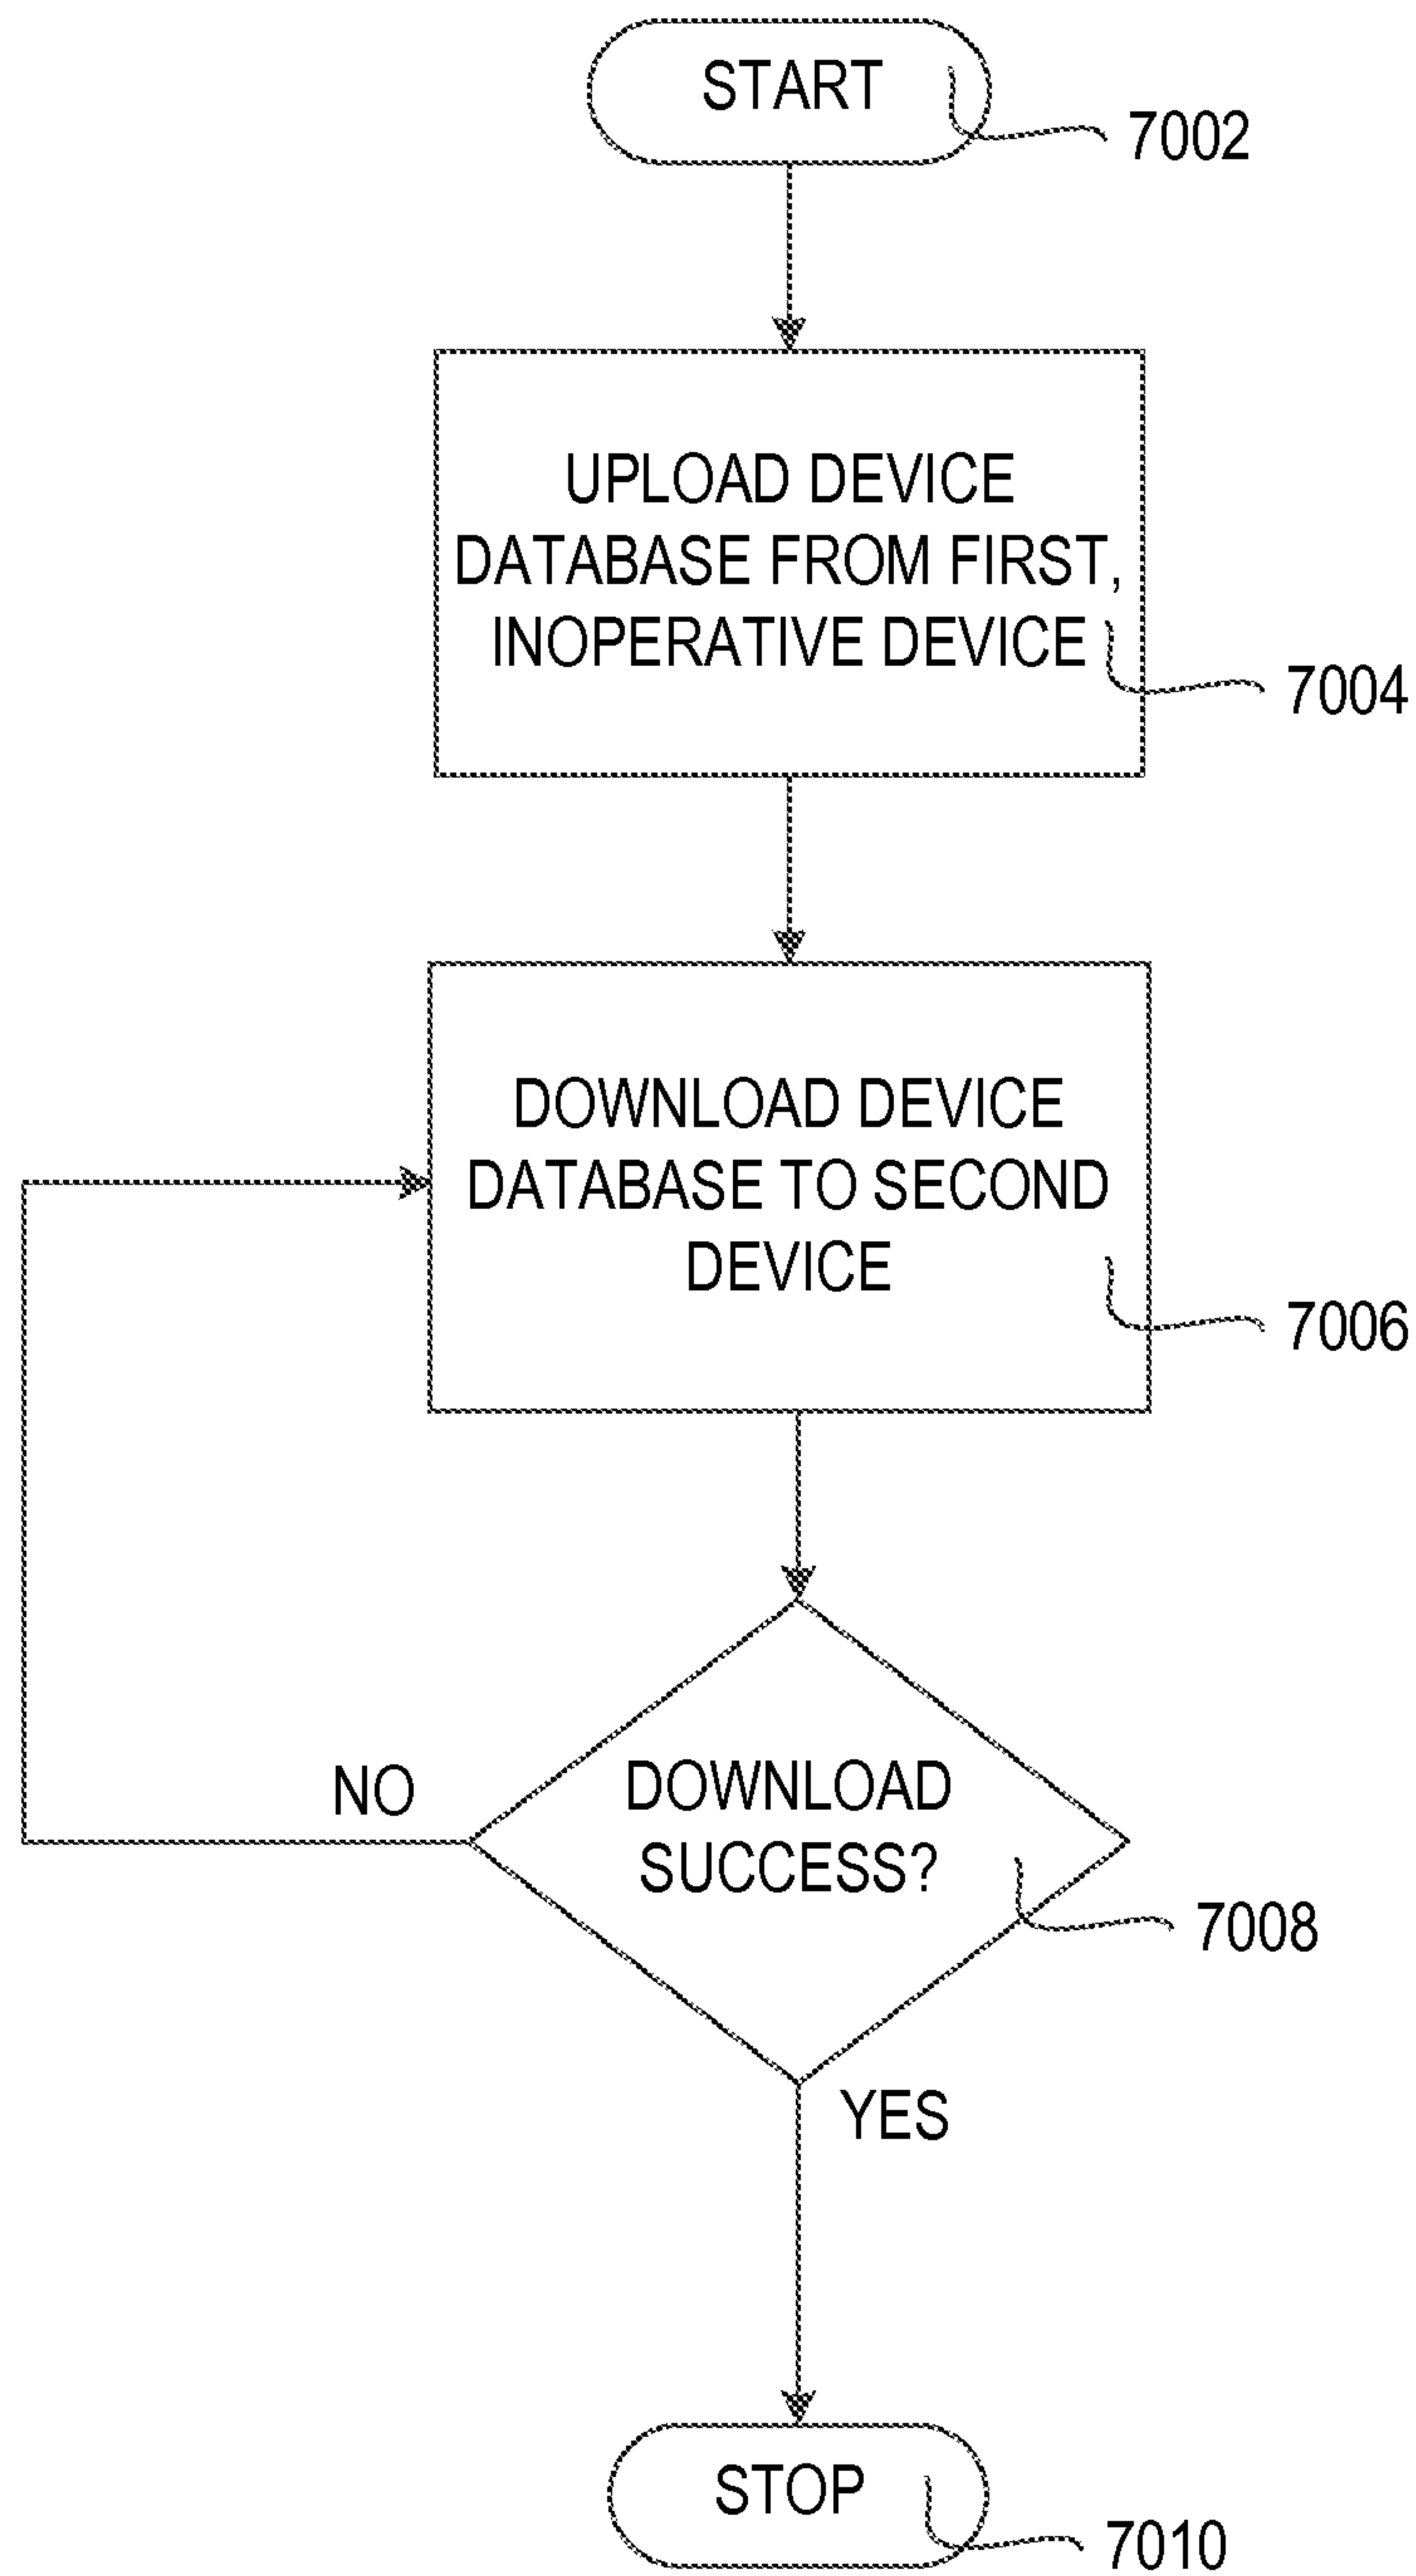 START
7002
UPLOAD DEVICE
DATABASE FROM FIRST,
INOPERATIVE DEVICE
7004
DOWNLOAD DEVICE
DATABASE TO SECOND
DEVICE
7006
NO
DOWNLOAD
SUCCESS?
7008
YES
STOP
7010